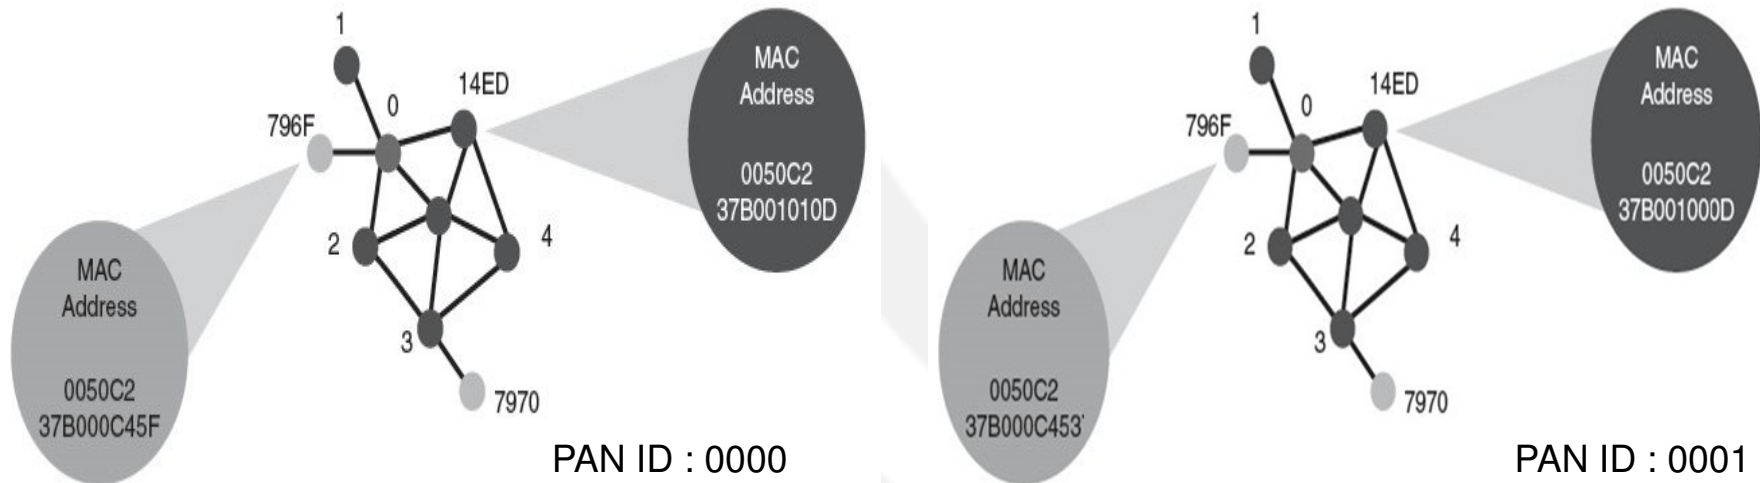 1
14ED
0
796F
2
4
3
7970
MAC
Address
0050C2
37B001010D
MAC
Address
0050C2
37B000C45F
PAN ID : 0000
1
14ED
0
796F
2
4
3
7970
MAC
Address
0050C2
37B001000D
MAC
Address
0050C2
37B000C453
PAN ID : 0001